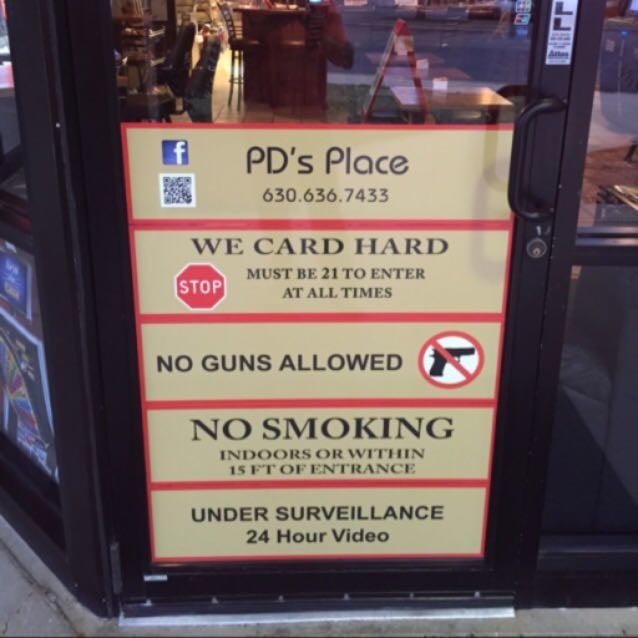 f
PD's Place
630.636.7433
WE CARD HARD
STOP
MUST BE 21 TO ENTER
AT ALL TIMES
NO GUNS ALLOWED
NO SMOKING
INDOORS OR WITHIN
15 FT OF ENTRANCE
UNDER SURVEILLANCE
24 Hour Video